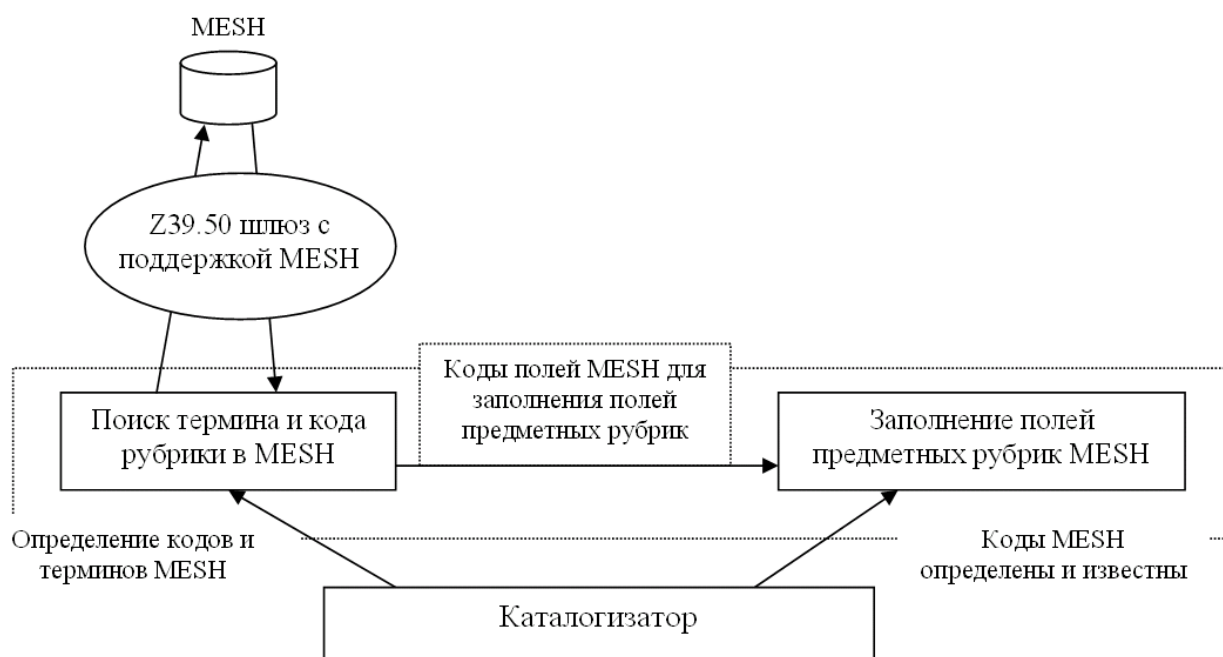 MESH
Z39.50 шлюз с
поддержкой MESH
Коды полей MESH для
заполнения полей
предметных рубрик
Поиск термина и кода
рубрики в MESH
Заполнение полей
предметных рубрик MESH
Определение кодов и
терминов MESH
Коды MESH
определены и известны
Каталогизатор